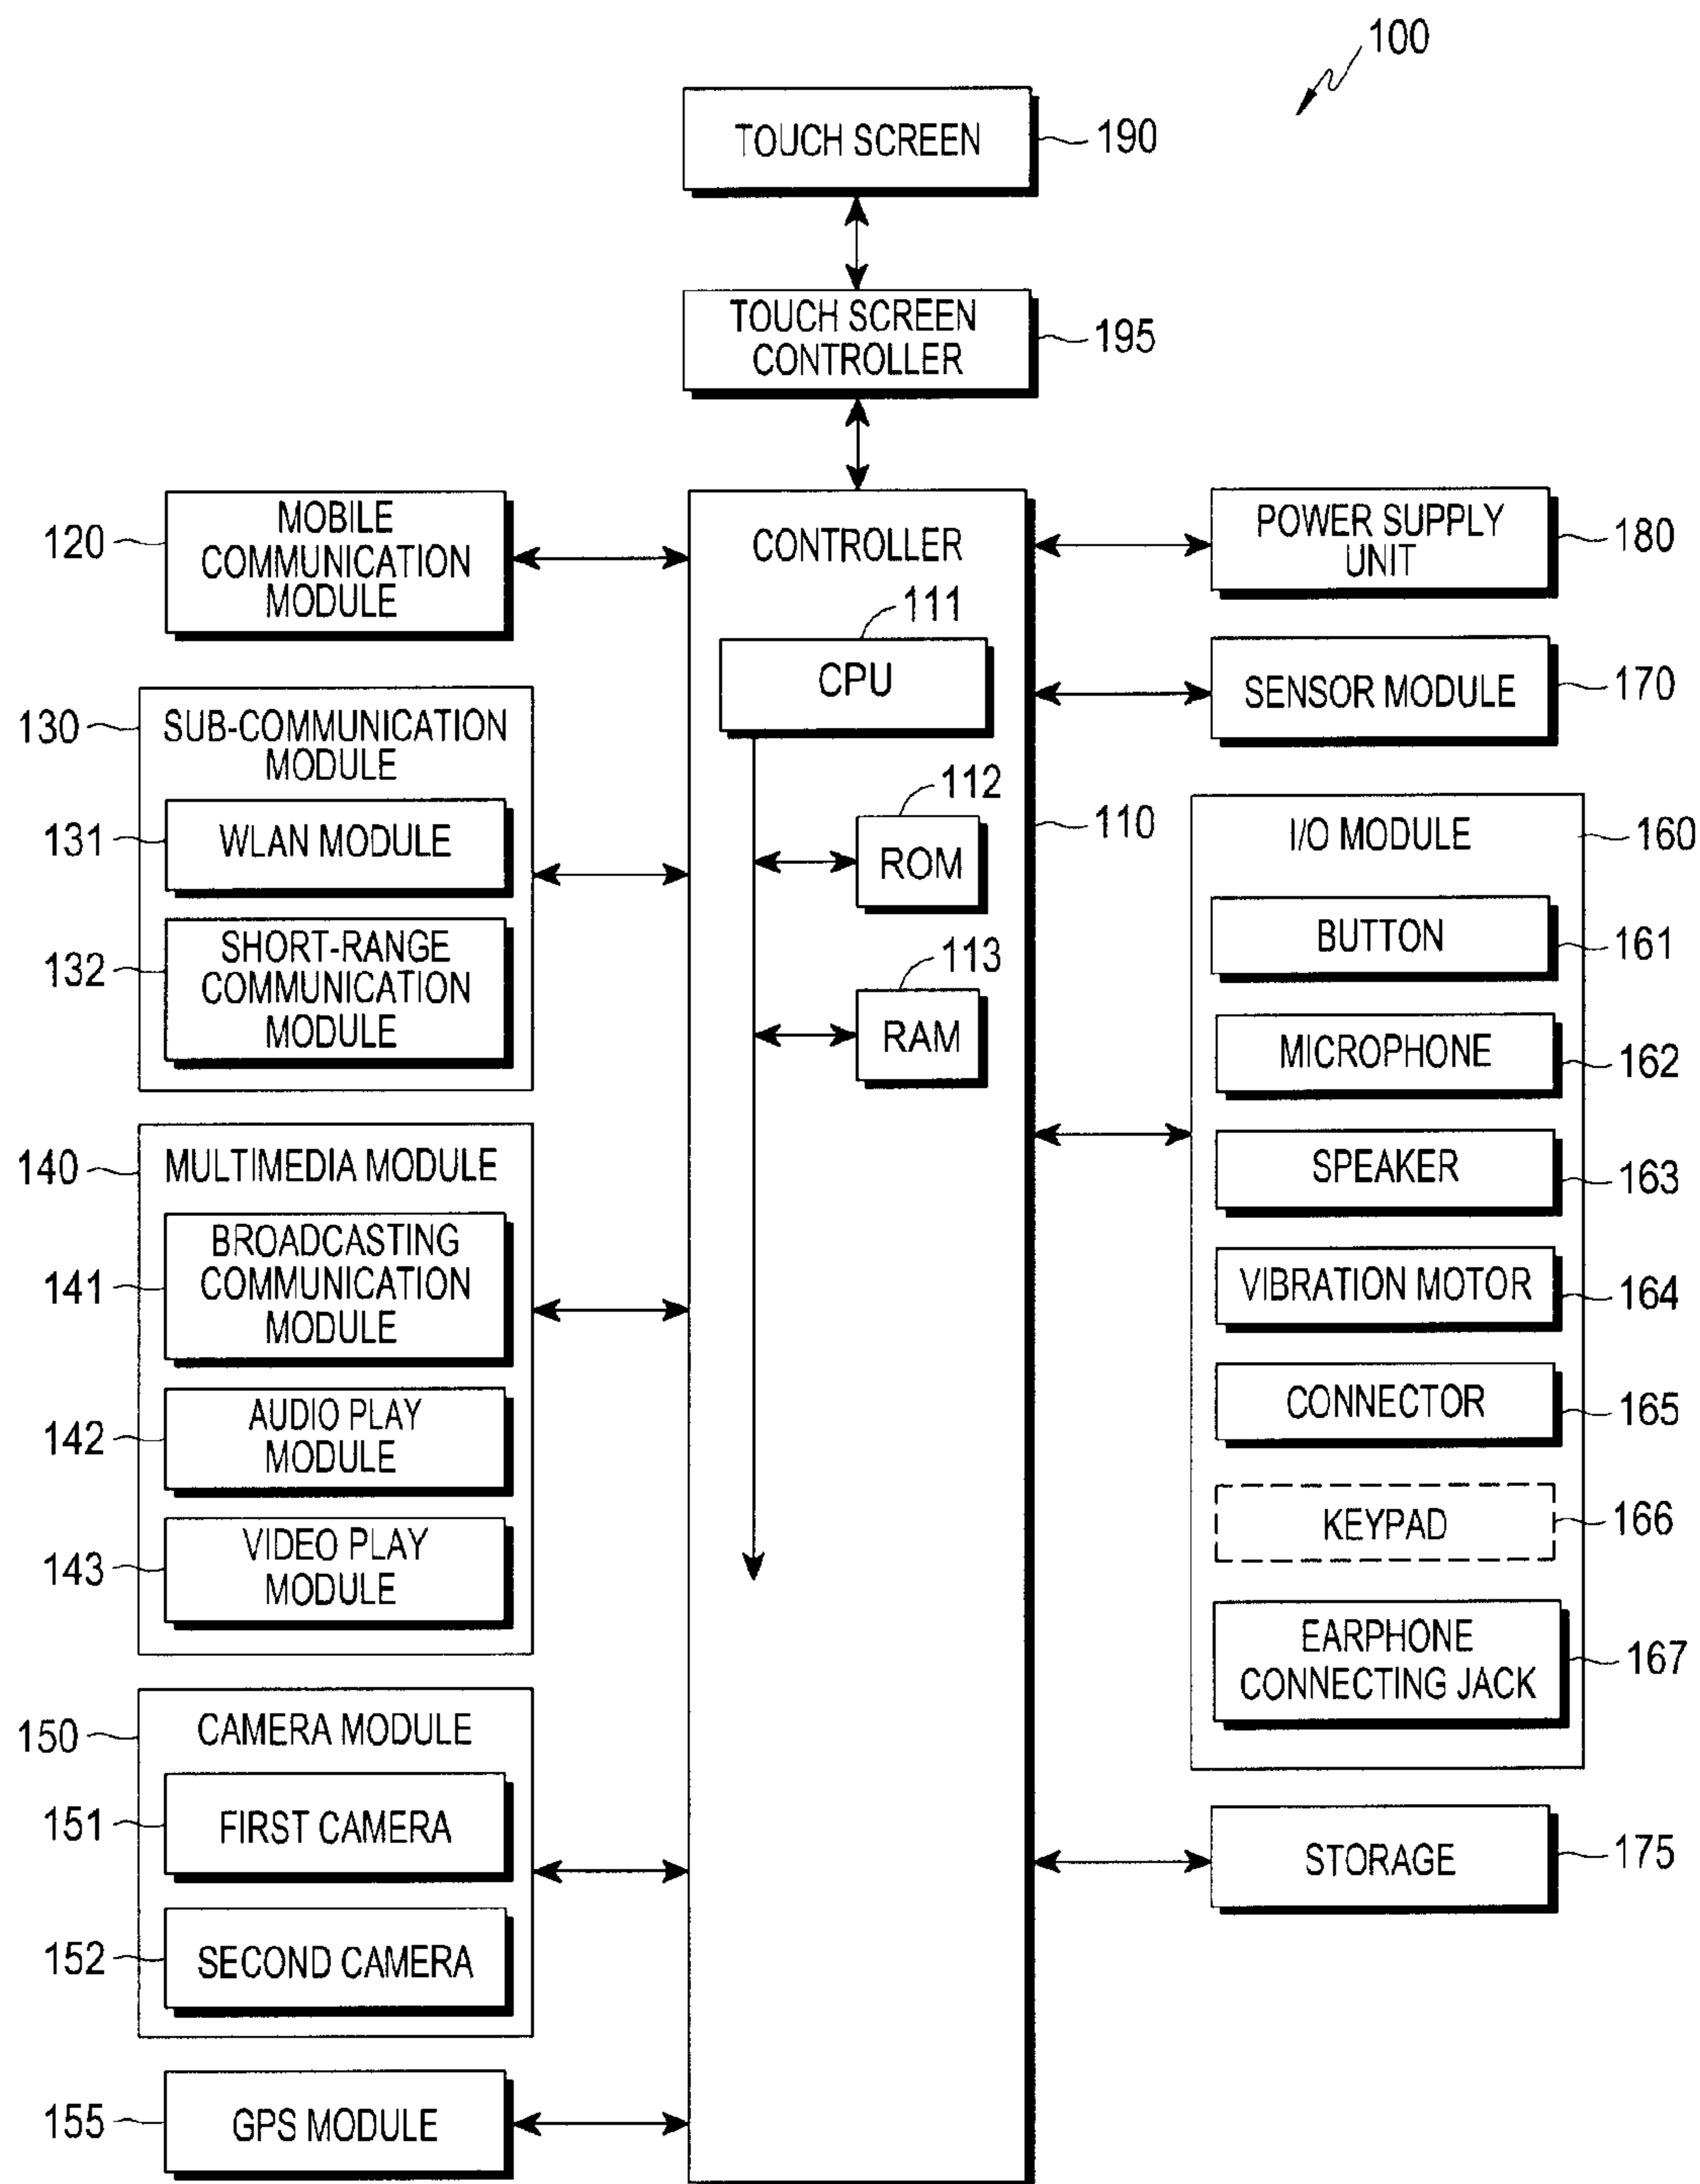 100
TOUCH SCREEN
190
TOUCH SCREEN
CONTROLLER
195
MOBILE
COMMUNICATION
MODULE
120
SUB-COMMUNICATION
MODULE
130
WLAN MODULE
131
SHORT-RANGE
COMMUNICATION
MODULE
132
MULTIMEDIA MODULE
140
BROADCASTING
COMMUNICATION
MODULE
141
AUDIO PLAY
MODULE
142
VIDEO PLAY
MODULE
143
CAMERA MODULE
150
FIRST CAMERA
151
SECOND CAMERA
152
GPS MODULE
155
CONTROLLER
110
111
CPU
112
ROM
113
RAM
POWER SUPPLY
UNIT
180
SENSOR MODULE
170
I/O MODULE
160
BUTTON
161
MICROPHONE
162
SPEAKER
163
VIBRATION MOTOR
164
CONNECTOR
165
KEYPAD
166
EARPHONE
CONNECTING JACK
167
STORAGE
175